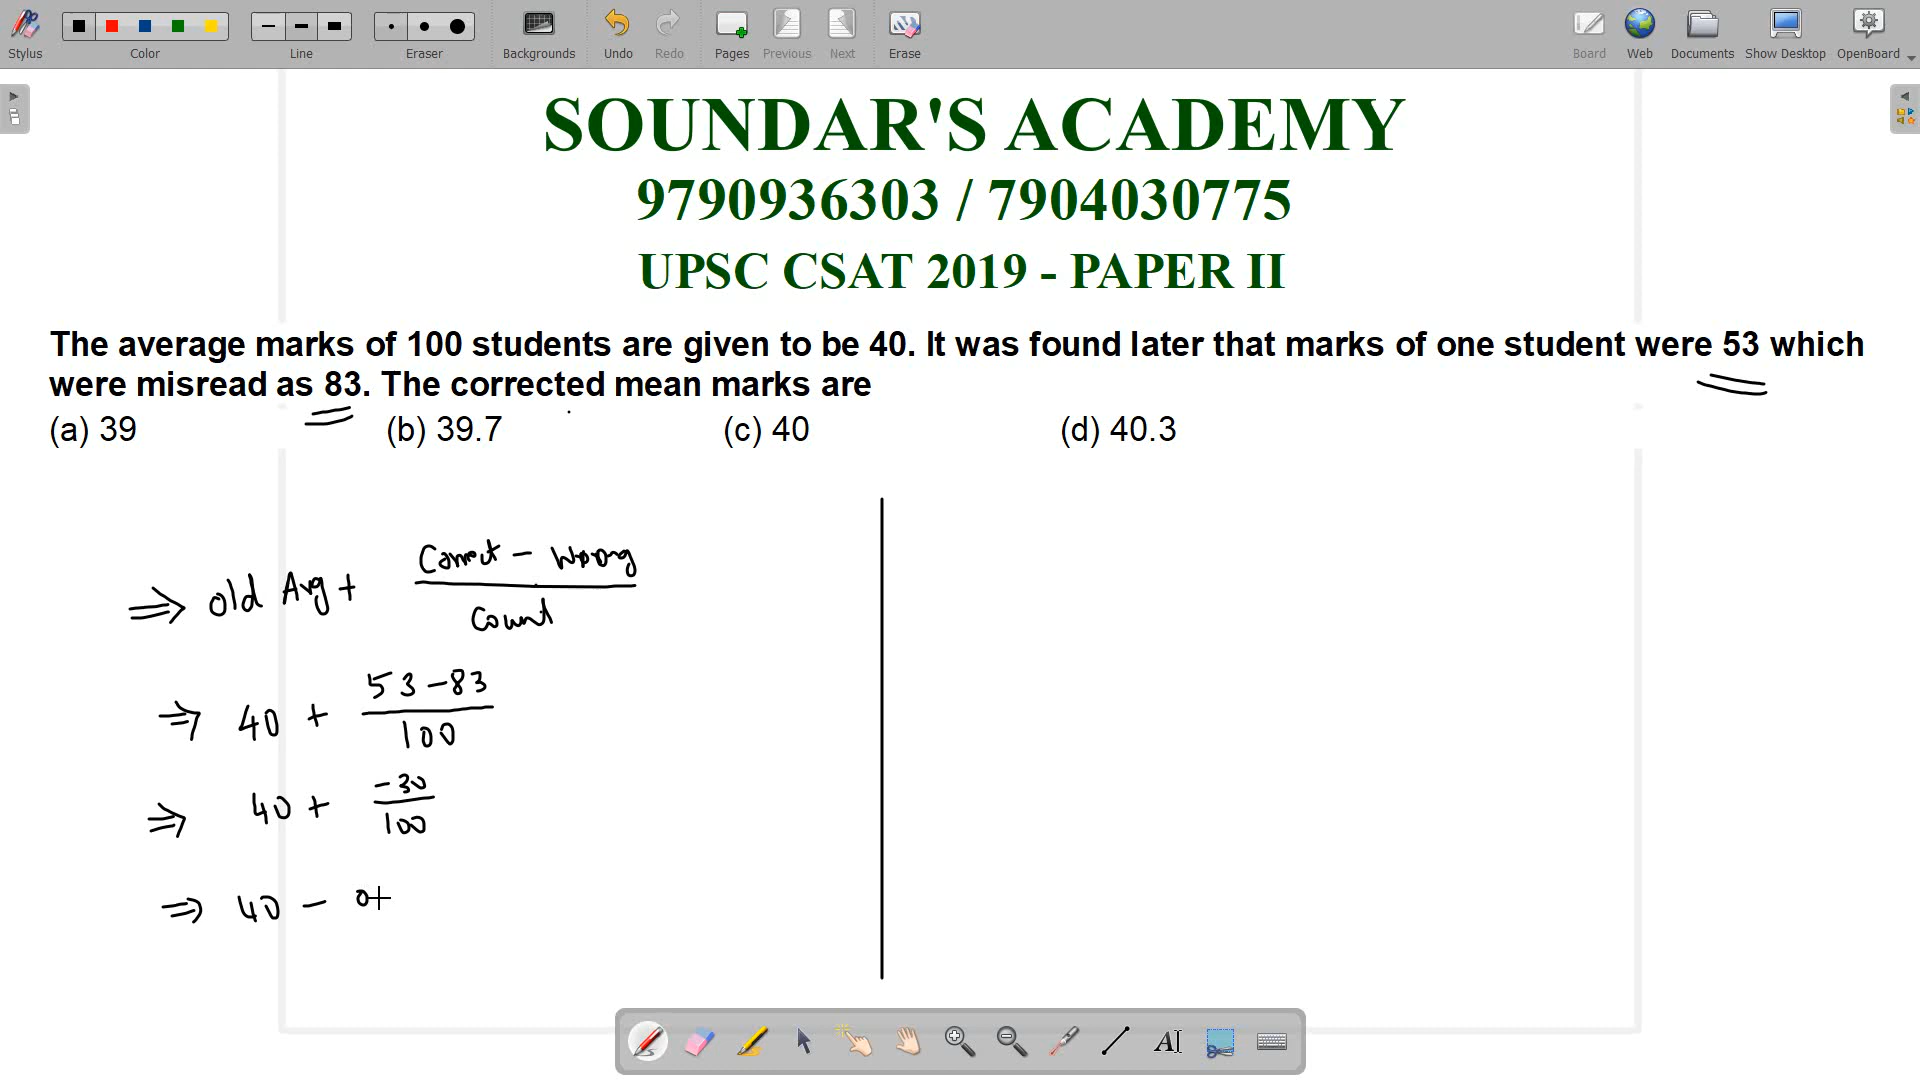 Stylus Color Line Eraser Backgrounds Undo Redo Pages Previous Next Erase Board Web Documents Show Desktop OpenBoard
SOUNDAR'S ACADEMY
9790936303 / 7904030775
UPSC CSAT 2019 - PAPER II
The average marks of 100 students are given to be 40. It was found later that marks of one student were 53 which
were misread as 83. The corrected mean marks are
(a) 39 (b) 39.7 (c) 40 (d) 40.3
Correct - Wrong
⇒ old Avg +
Count
53 - 83
⇒ 40 +
100
-30
⇒ 40 +
100
⇒ 40 - 0